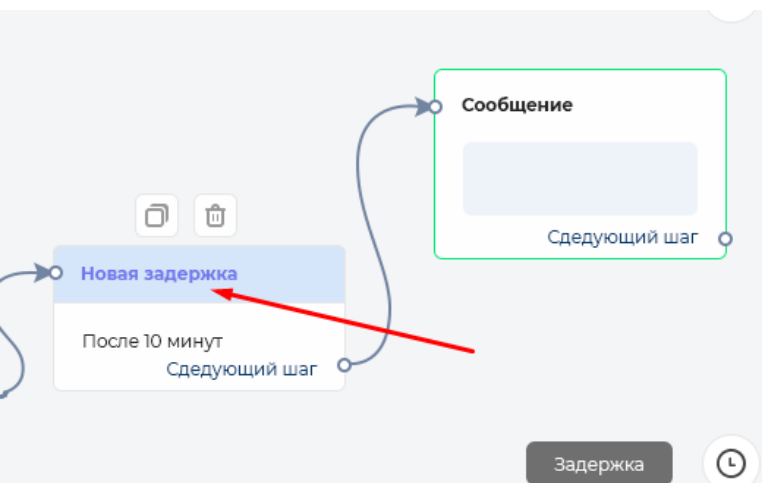 Сообщение
Сдедующий шаг
Новая задержка
После 10 минут
Сдедующий шаг
Задержка